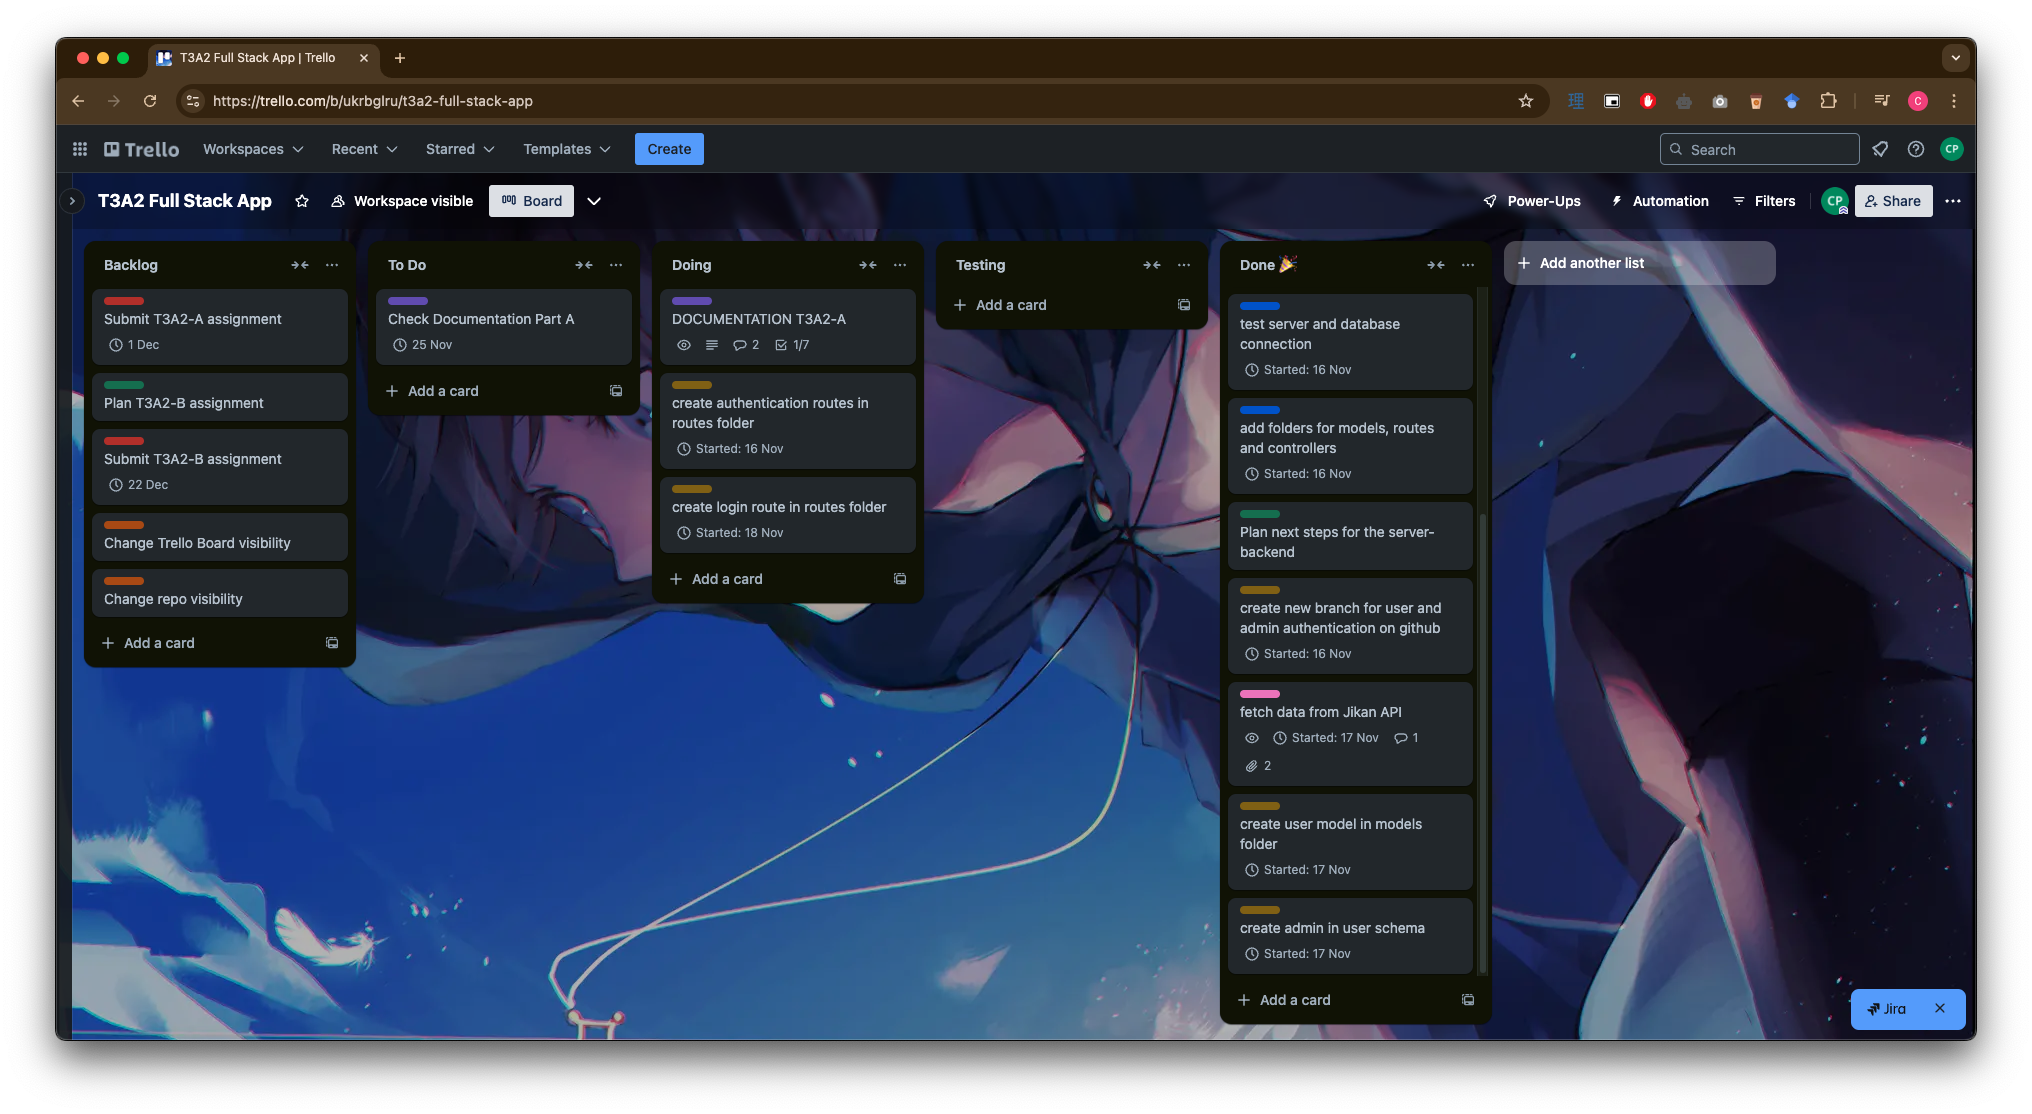 T3A2 Full Stack App | Trello
https://trello.com/b/ukrbglru/t3a2-full-stack-app
理
C
Trello
Workspaces
Recent
Starred
Templates
Create
Search
CP
T3A2 Full Stack App
Workspace visible
Board
Power-Ups
Automation
Filters
CP
Share
Backlog
Submit T3A2-A assignment
1 Dec
Plan T3A2-B assignment
Submit T3A2-B assignment
22 Dec
Change Trello Board visibility
Change repo visibility
Add a card
To Do
Check Documentation Part A
25 Nov
Add a card
Doing
DOCUMENTATION T3A2-A
2 1/7
create authentication routes in
routes folder
Started: 16 Nov
create login route in routes folder
Started: 18 Nov
Add a card
Testing
Add a card
Done 🎉
test server and database
connection
Started: 16 Nov
add folders for models, routes
and controllers
Started: 16 Nov
Plan next steps for the server-
backend
create new branch for user and
admin authentication on github
Started: 16 Nov
fetch data from Jikan API
Started: 17 Nov 1
2
create user model in models
folder
Started: 17 Nov
create admin in user schema
Started: 17 Nov
Add a card
Add another list
Jira